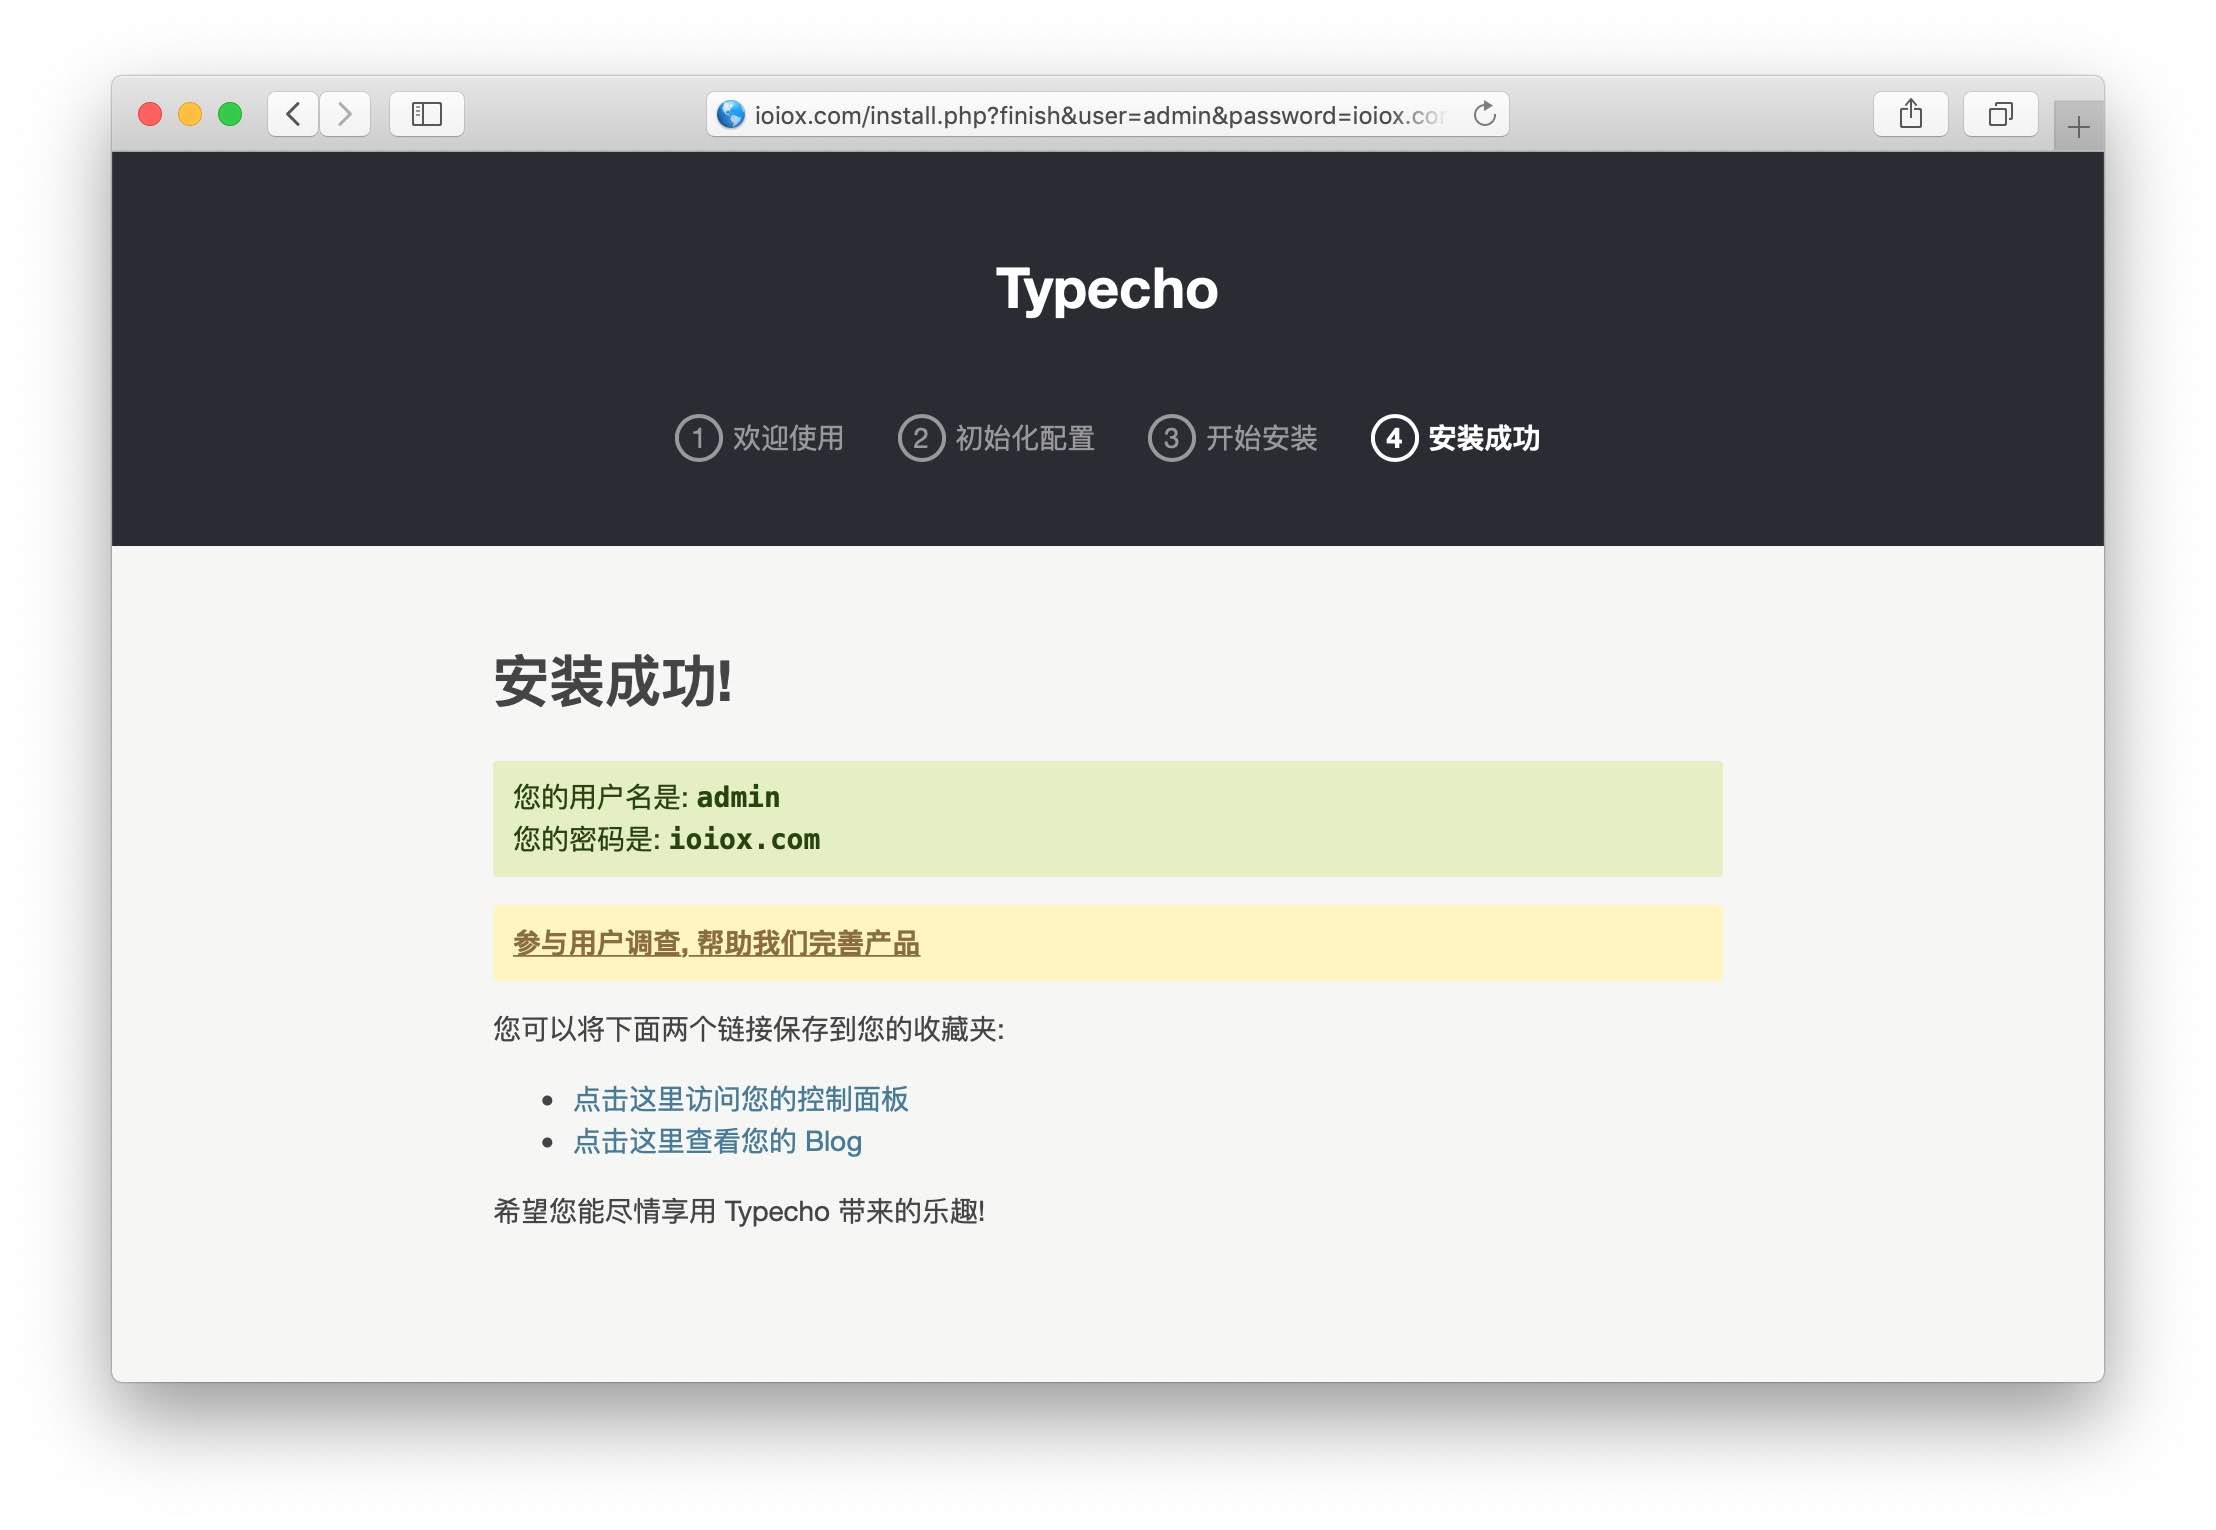 ioiox.com/install.php?finish&user=admin&password=ioiox.co
Typecho
1 欢迎使用 2 初始化配置 3 开始安装 4 安装成功
安装成功!
您的用户名是: admin
您的密码是: ioiox.com
参与用户调查, 帮助我们完善产品
您可以将下面两个链接保存到您的收藏夹:
• 点击这里访问您的控制面板
• 点击这里查看您的 Blog
希望您能尽情享用 Typecho 带来的乐趣!